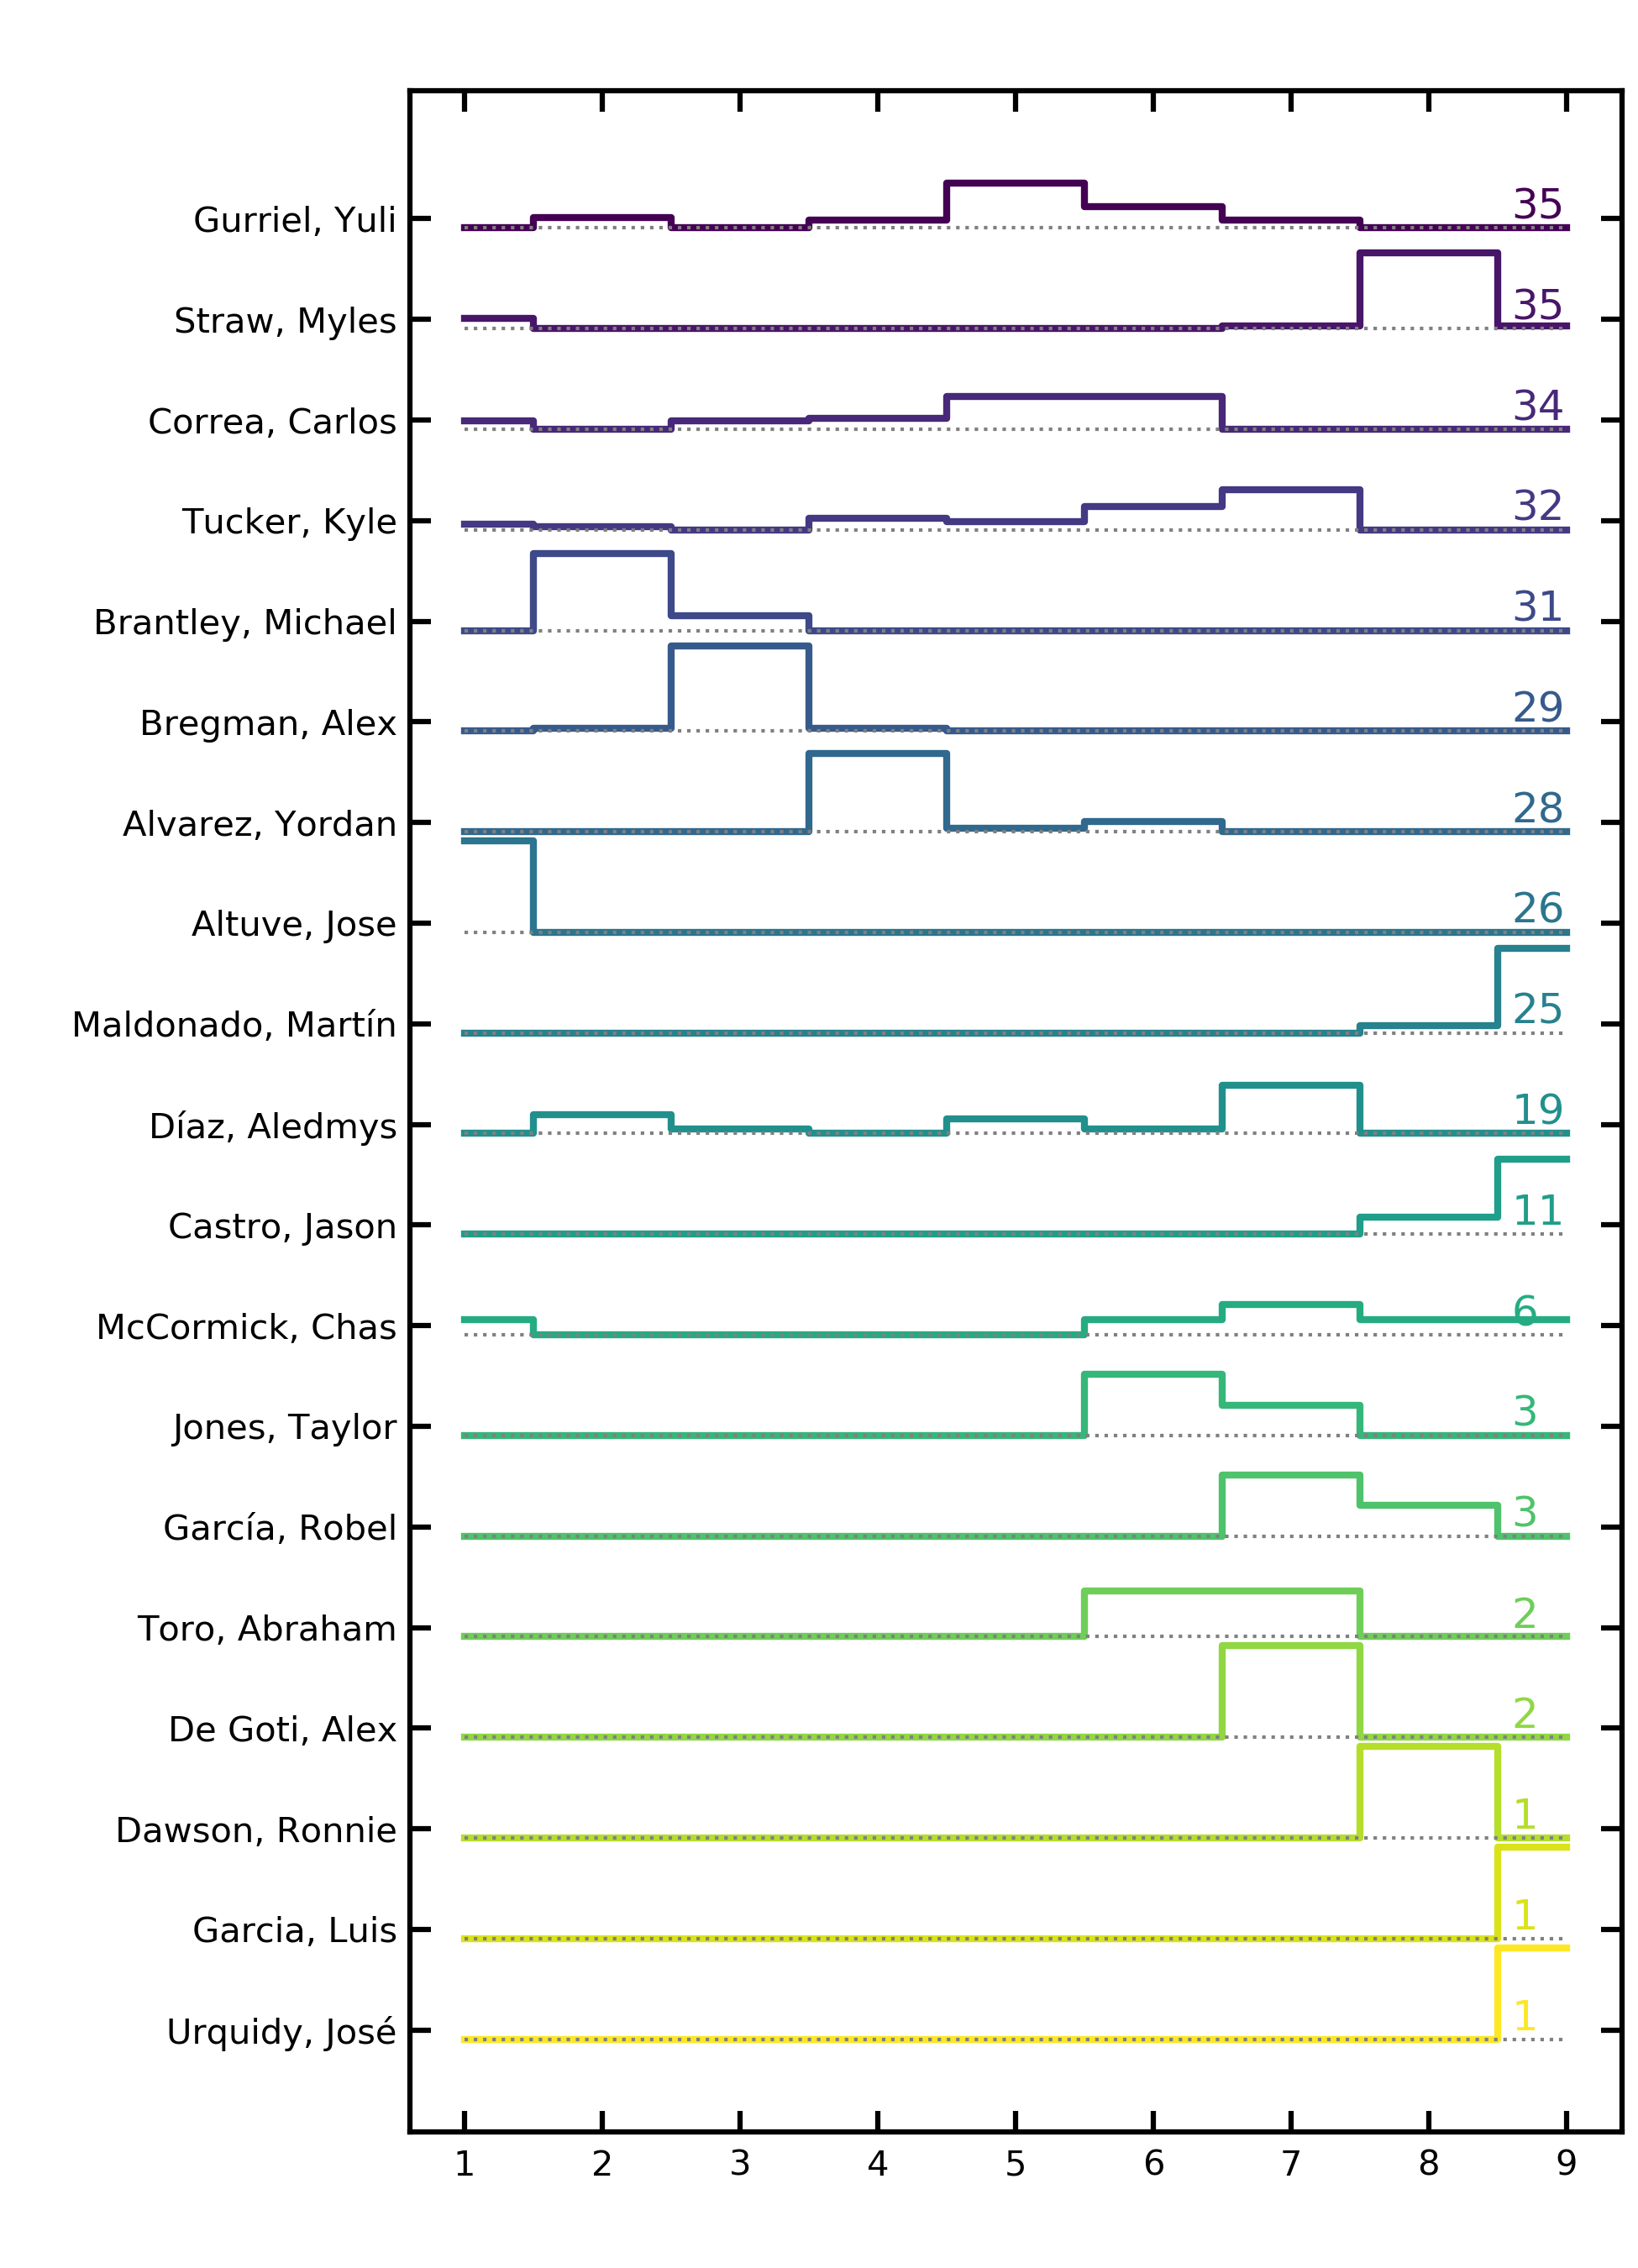 Gurriel, Yuli 35
Straw, Myles 35
Correa, Carlos 34
Tucker, Kyle 32
Brantley, Michael 31
Bregman, Alex 29
Alvarez, Yordan 28
Altuve, Jose 26
Maldonado, Martín 25
Díaz, Aledmys 19
Castro, Jason 11
McCormick, Chas 6
Jones, Taylor 3
García, Robel 3
Toro, Abraham 2
De Goti, Alex 2
Dawson, Ronnie 1
Garcia, Luis 1
Urquidy, José 1
1 2 3 4 5 6 7 8 9